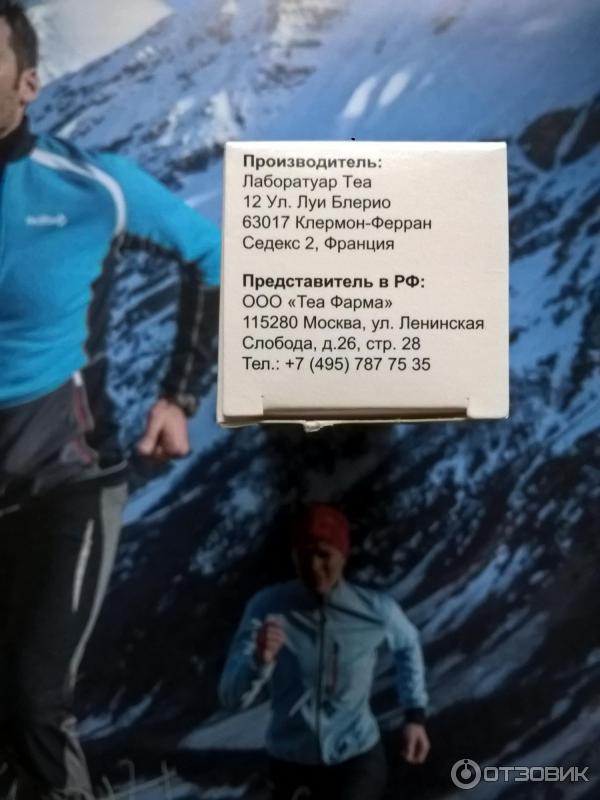 Производитель:
Лаборатуар Теа
12 Ул. Луи Блерио
63017 Клермон-Ферран
Седекс 2, Франция
Представитель в РФ:
ООО «Теа Фарма»
115280 Москва, ул. Ленинская
Слобода, д.26, стр. 28
Тел.: +7 (495) 787 75 35
ОТЗОВИК